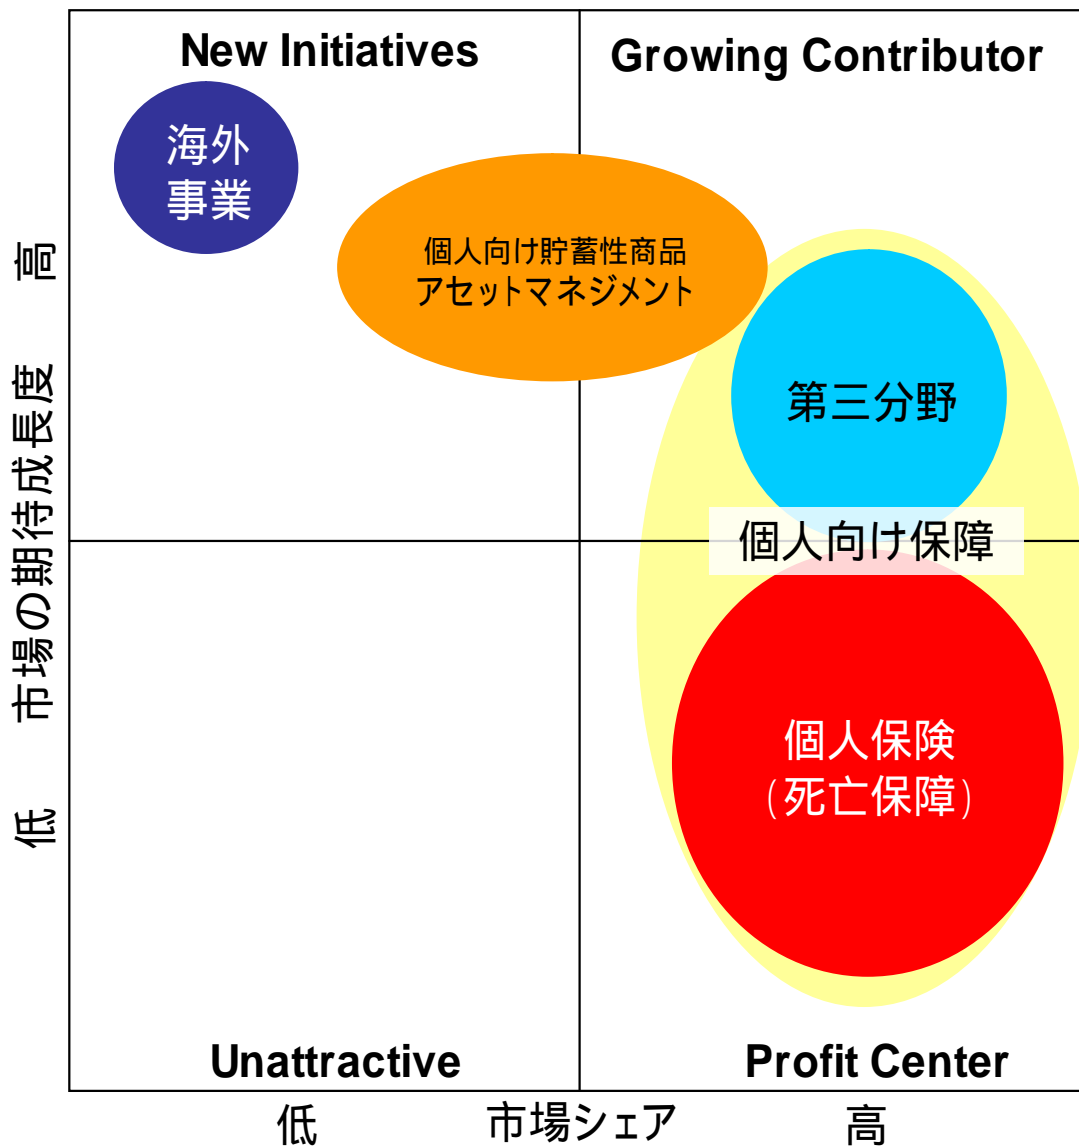 New Initiatives
Growing Contributor
海外
事業
個人向け貯蓄性商品
アセットマネジメント
第三分野
個人向け保障
個人保険
(死亡保障)
Unattractive
Profit Center
低 市場の期待成長度 高
低 市場シェア 高